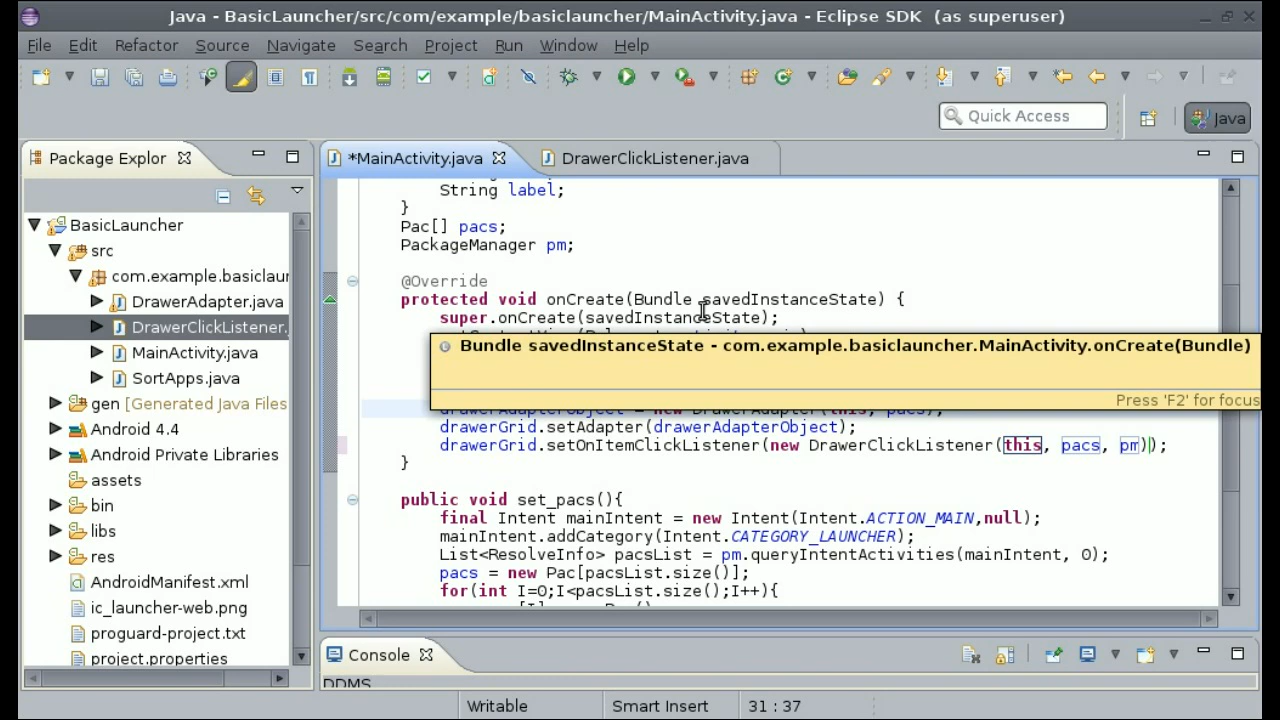 Java - BasicLauncher/src/com/example/basiclauncher/MainActivity.java - Eclipse SDK (as superuser)
File Edit Refactor Source Navigate Search Project Run Window Help
Quick Access
Java
Package Explor
*MainActivity.java
DrawerClickListener.java
BasicLauncher
src
com.example.basiclaur
DrawerAdapter.java
DrawerClickListener.
MainActivity.java
SortApps.java
gen [Generated Java Files
Android 4.4
Android Private Libraries
assets
bin
libs
res
AndroidManifest.xml
ic_launcher-web.png
proguard-project.txt
project.properties
String label;
}
Pac[] pacs;
PackageManager pm;
@Override
protected void onCreate(Bundle savedInstanceState) {
super.onCreate(savedInstanceState);
Bundle savedInstanceState - com.example.basiclauncher.MainActivity.onCreate(Bundle)
Press 'F2' for focus
drawerAdapterObject = new DrawerAdapter(this, pacs);
drawerGrid.setAdapter(drawerAdapterObject);
drawerGrid.setOnItemClickListener(new DrawerClickListener(this, pacs, pm));
}
public void set_pacs(){
final Intent mainIntent = new Intent(Intent.ACTION_MAIN,null);
mainIntent.addCategory(Intent.CATEGORY_LAUNCHER);
List<ResolveInfo> pacsList = pm.queryIntentActivities(mainIntent, 0);
pacs = new Pac[pacsList.size()];
for(int I=0;I<pacsList.size();I++){
Console
DDMS
Writable
Smart Insert
31 : 37